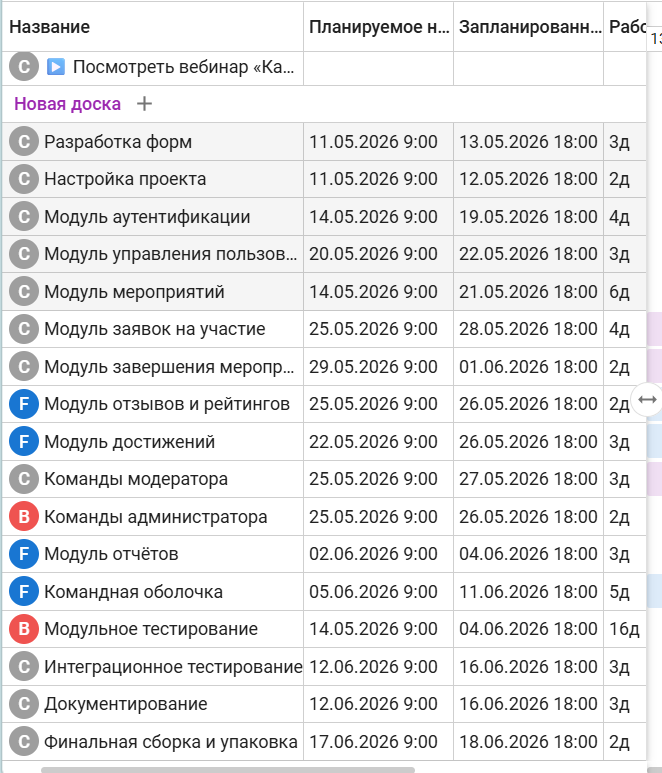 Название Планируемое н... Запланированн... Рабо
13
C ▶ Посмотреть вебинар «Ка...
Новая доска +
C Разработка форм 11.05.2026 9:00 13.05.2026 18:00 3д
C Настройка проекта 11.05.2026 9:00 12.05.2026 18:00 2д
C Модуль аутентификации 14.05.2026 9:00 19.05.2026 18:00 4д
C Модуль управления пользов... 20.05.2026 9:00 22.05.2026 18:00 3д
C Модуль мероприятий 14.05.2026 9:00 21.05.2026 18:00 6д
C Модуль заявок на участие 25.05.2026 9:00 28.05.2026 18:00 4д
C Модуль завершения меропр... 29.05.2026 9:00 01.06.2026 18:00 2д
F Модуль отзывов и рейтингов 25.05.2026 9:00 26.05.2026 18:00 2д
F Модуль достижений 22.05.2026 9:00 26.05.2026 18:00 3д
C Команды модератора 25.05.2026 9:00 27.05.2026 18:00 3д
B Команды администратора 25.05.2026 9:00 26.05.2026 18:00 2д
F Модуль отчётов 02.06.2026 9:00 04.06.2026 18:00 3д
F Командная оболочка 05.06.2026 9:00 11.06.2026 18:00 5д
B Модульное тестирование 14.05.2026 9:00 04.06.2026 18:00 16д
C Интеграционное тестирование 12.06.2026 9:00 16.06.2026 18:00 3д
C Документирование 12.06.2026 9:00 16.06.2026 18:00 3д
C Финальная сборка и упаковка 17.06.2026 9:00 18.06.2026 18:00 2д